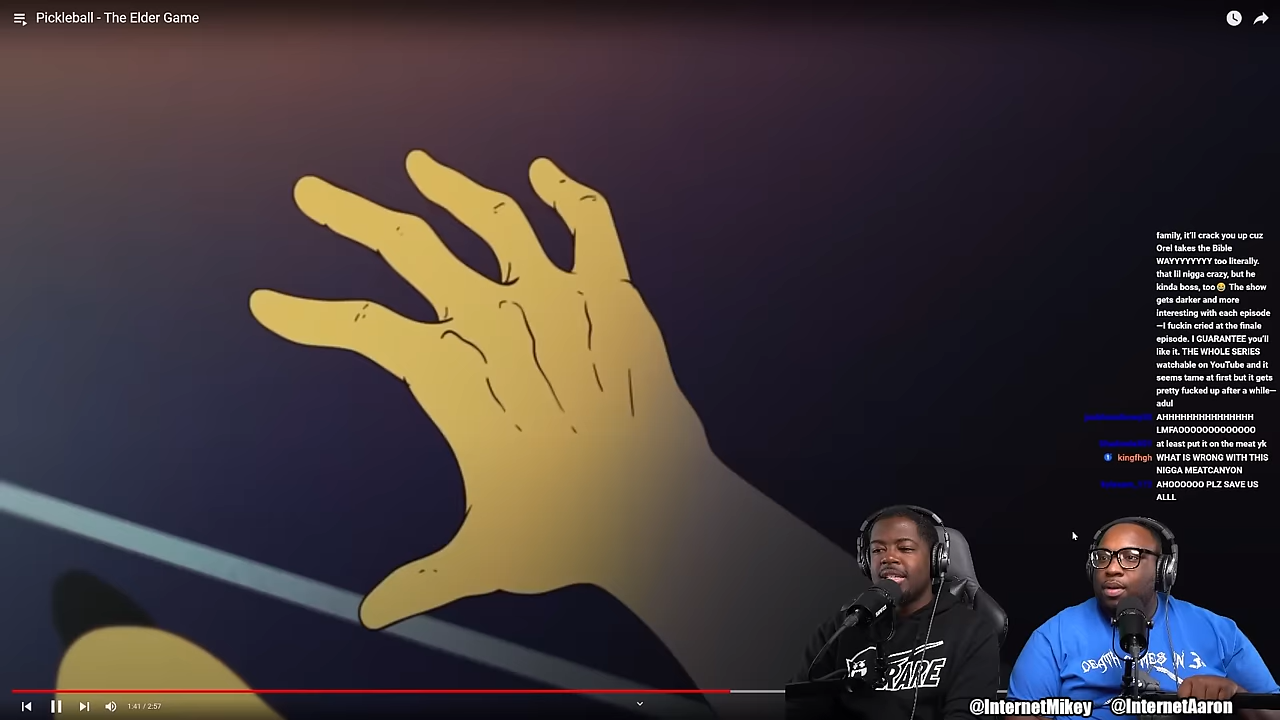 Pickleball - The Elder Game
family, it'll crack you up cuz
Orel takes the Bible
WAYYYYYYY too literally.
that lil nigga crazy, but he
kinda boss, too😂 The show
gets darker and more
interesting with each episode
—I fuckin cried at the finale
episode. I GUARANTEE you'll
like it. THE WHOLE SERIES
watchable on YouTube and it
seems tame at first but it gets
pretty fucked up after a while—
adul
AHHHHHHHHHHHHHH
LMFAOOOOOOOOOOOO
at least put it on the meat yk
kingfhgh WHAT IS WRONG WITH THIS
NIGGA MEATCANYON
AHOOOOOO PLZ SAVE US
ALLL
RARE
DEATH
@InternetMikey @InternetAaron
1:41 / 2:57